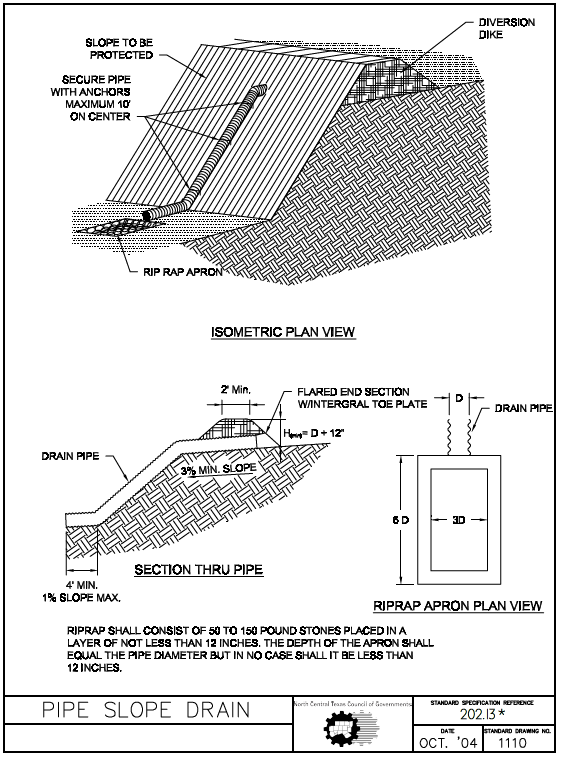 DIVERSION
DIKE
SLOPE TO BE
PROTECTED
SECURE PIPE
WITH ANCHORS
MAXIMUM 10'
ON CENTER
RIP RAP APRON
ISOMETRIC PLAN VIEW
2' Min.
FLARED END SECTION
W/INTERGRAL TOE PLATE
H(min)= D + 12"
DRAIN PIPE
3% MIN. SLOPE
4' MIN.
1% SLOPE MAX.
SECTION THRU PIPE
D
DRAIN PIPE
6 D
3D
RIPRAP APRON PLAN VIEW
RIPRAP SHALL CONSIST OF 50 TO 150 POUND STONES PLACED IN A
LAYER OF NOT LESS THAN 12 INCHES. THE DEPTH OF THE APRON SHALL
EQUAL THE PIPE DIAMETER BUT IN NO CASE SHALL IT BE LESS THAN
12 INCHES.
PIPE SLOPE DRAIN
North Central Texas Council of Governments
STANDARD SPECIFICATION REFERENCE
202.13*
DATE
OCT. '04
STANDARD DRAWING NO.
1110